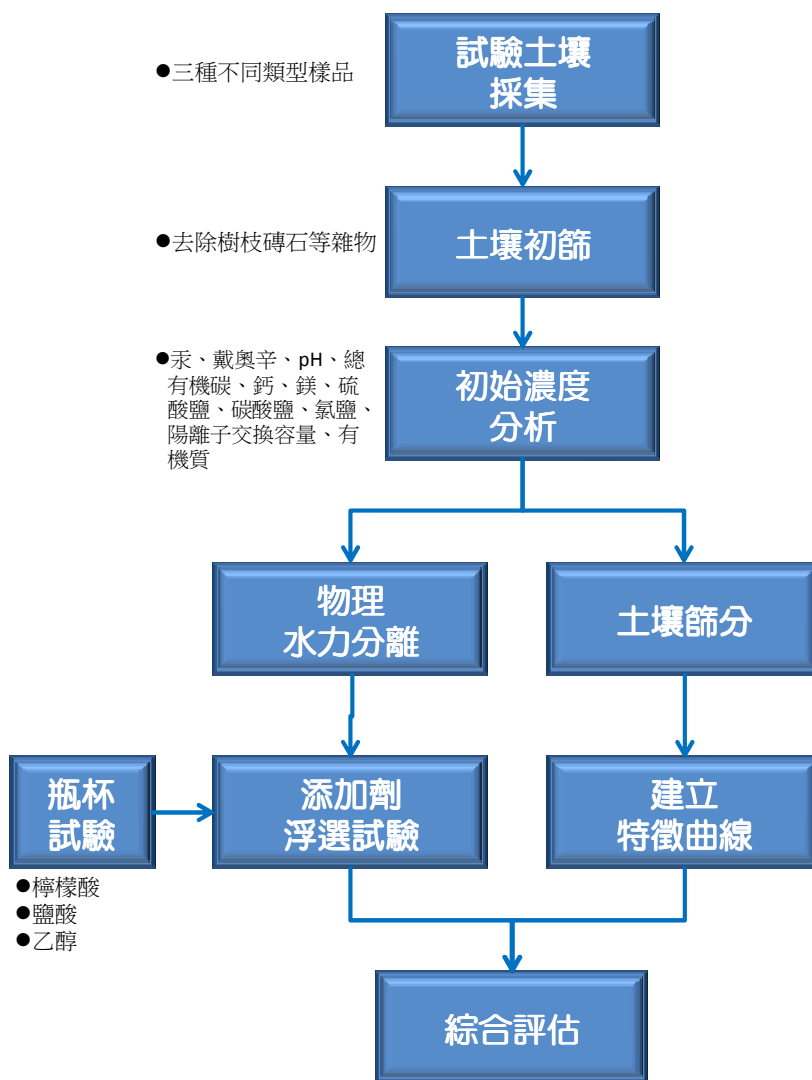 ●三種不同類型樣品
試驗土壤
採集
●去除樹枝磚石等雜物
土壤初篩
●汞、戴奧辛、pH、總
有機碳、鈣、鎂、硫
酸鹽、碳酸鹽、氯鹽、
陽離子交換容量、有
機質
初始濃度
分析
物理
水力分離
土壤篩分
瓶杯
試驗
添加劑
浮選試驗
建立
特徵曲線
●檸檬酸
●鹽酸
●乙醇
綜合評估